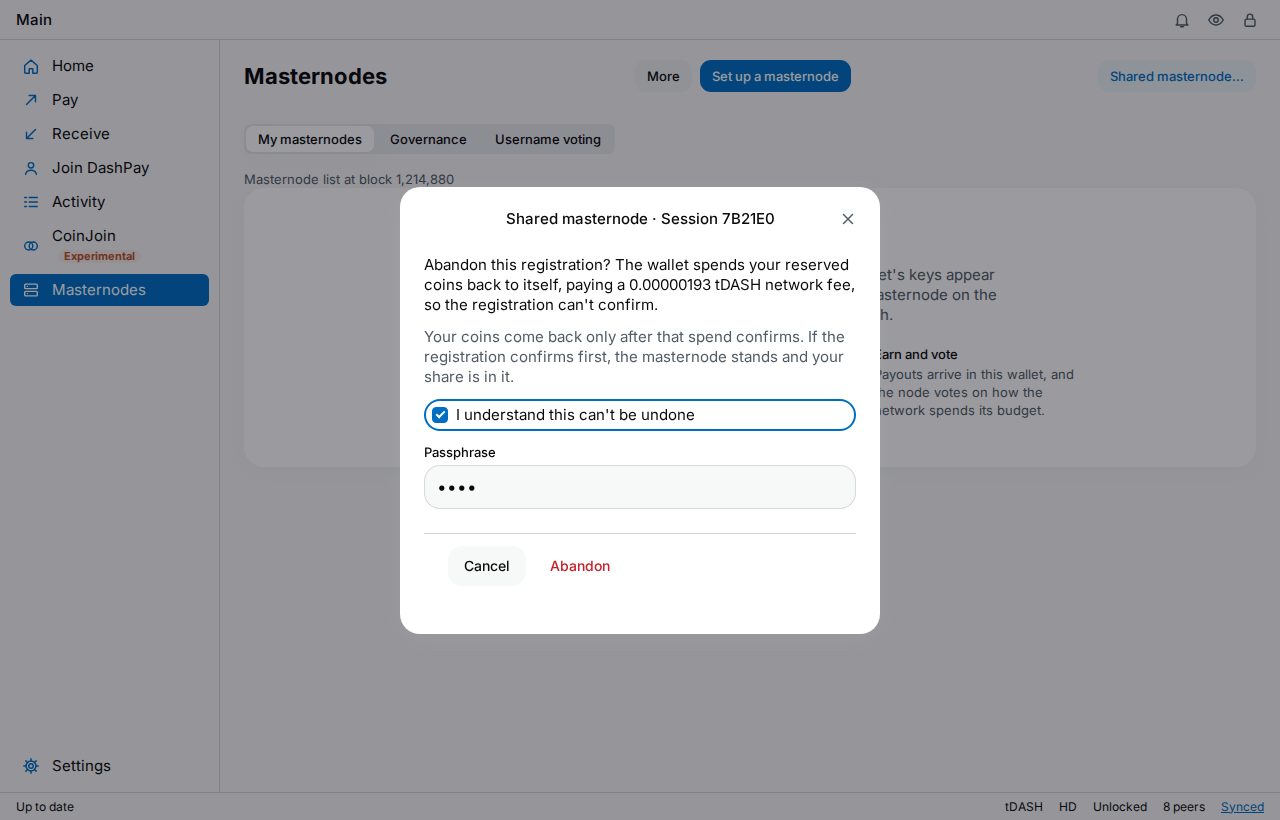 Main
Home
Pay
Receive
Join DashPay
Activity
CoinJoin
Experimental
Masternodes
Settings
Masternodes
More
Set up a masternode
Shared masternode...
My masternodes
Governance
Username voting
Masternode list at block 1,214,880
Shared masternode · Session 7B21E0
Abandon this registration? The wallet spends your reserved
coins back to itself, paying a 0.00000193 tDASH network fee,
so the registration can't confirm.
Your coins come back only after that spend confirms. If the
registration confirms first, the masternode stands and your
share is in it.
I understand this can't be undone
Passphrase
Cancel
Abandon
keys appear
on the
Earn and vote
Payouts arrive in this wallet, and
the node votes on how the
network spends its budget.
Up to date
tDASH
HD
Unlocked
8 peers
Synced